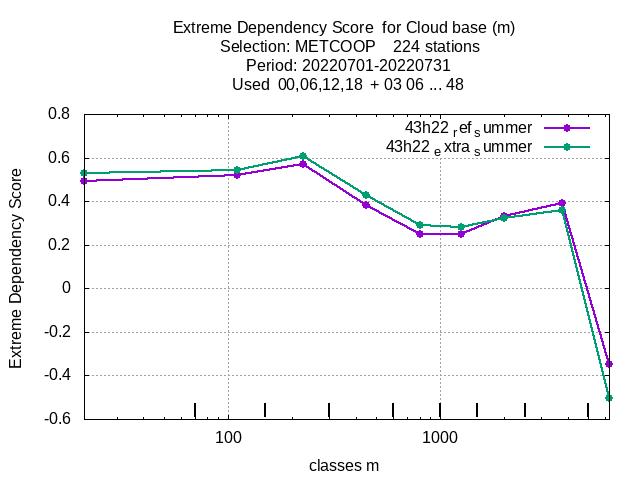 Extreme Dependency Score  for Cloud base (m)
Selection: METCOOP    224 stations
Period: 20220701-20220731
Used  00,06,12,18  + 03 06 ... 48
43h22 ref summer
43h22 extra summer
Extreme Dependency Score
0.8
0.6
0.4
0.2
0
-0.2
-0.4
-0.6
100
1000
classes m